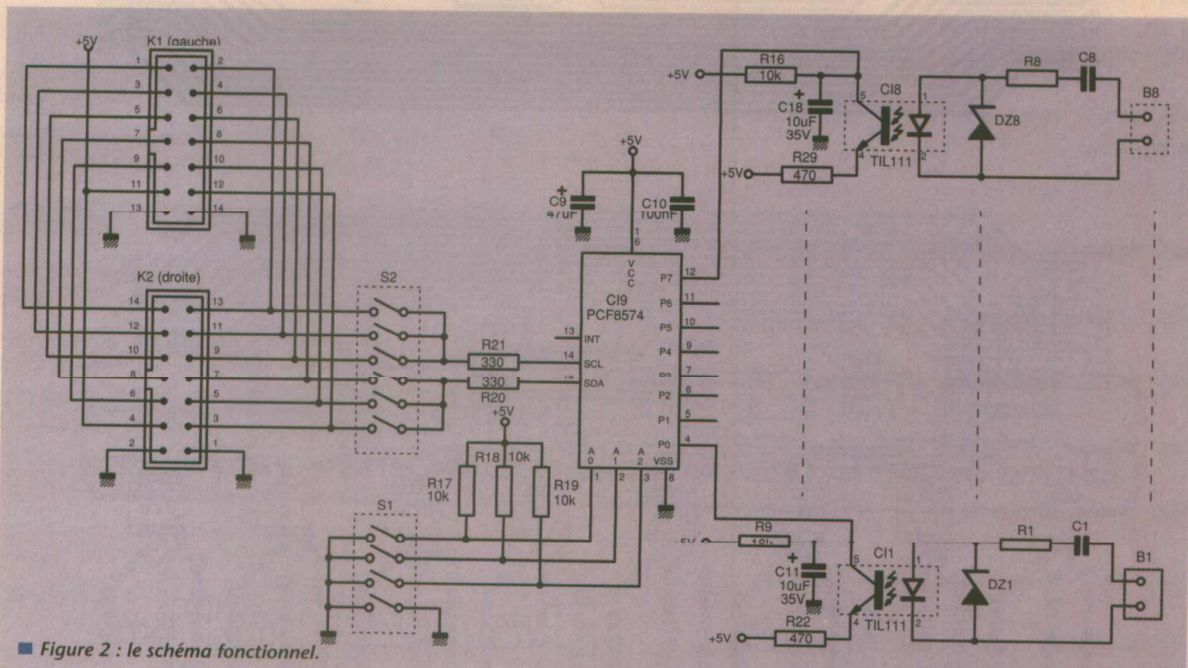 +5V
K1 (gauche)
1 2
3 4
5 6
7 8
9 10
11 12
13 14
K2 (droite)
14 13
12 11
10 9
8 7
6 5
4 3
2 1
S2
R21
330
330
R20
+5V
R18 10k
R17
10k
R19
10k
S1
+5V
C9
47uF
C10
100nF
1
6
V
C
C
CI9
PCF8574
13 INT
14 SCL
SDA
P7 12
P6 11
P5 10
P4 9
7
P2 6
P1 5
P0 4
A
0
A
1
A
2
VSS
1 2 3 8
+5V
R16
10k
C18
10uF
35V
+
R29
470
+5V
CI8
5
4
1
2
TIL111
DZ8
R8
C8
B8
R9
C11
10uF
35V
+
R22
470
+5V
CI1
5
4
1
2
TIL111
DZ1
R1
C1
B1
Figure 2 : le schéma fonctionnel.